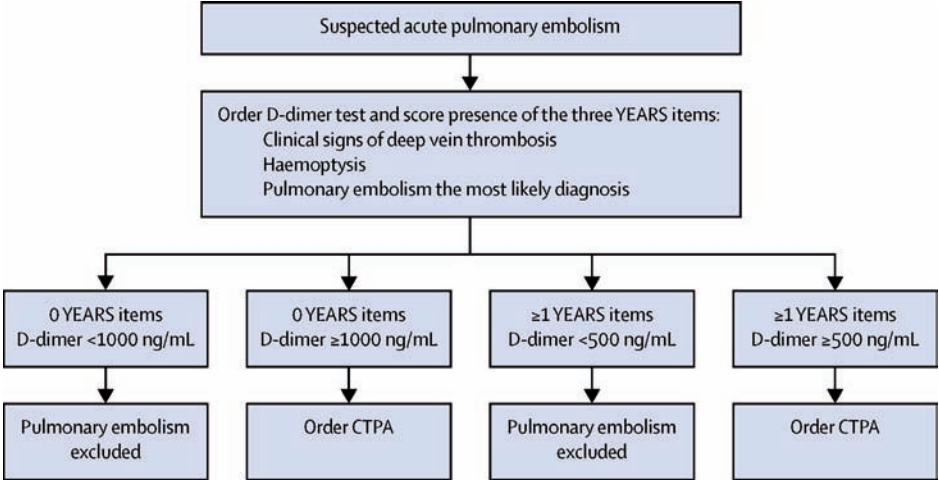 Suspected acute pulmonary embolism
Order D-dimer test and score presence of the three YEARS items:
Clinical signs of deep vein thrombosis
Haemoptysis
Pulmonary embolism the most likely diagnosis
0 YEARS items
D-dimer <1000 ng/mL
0 YEARS items
D-dimer ≥1000 ng/mL
≥1 YEARS items
D-dimer <500 ng/mL
≥1 YEARS items
D-dimer ≥500 ng/mL
Pulmonary embolism
excluded
Order CTPA
Pulmonary embolism
excluded
Order CTPA